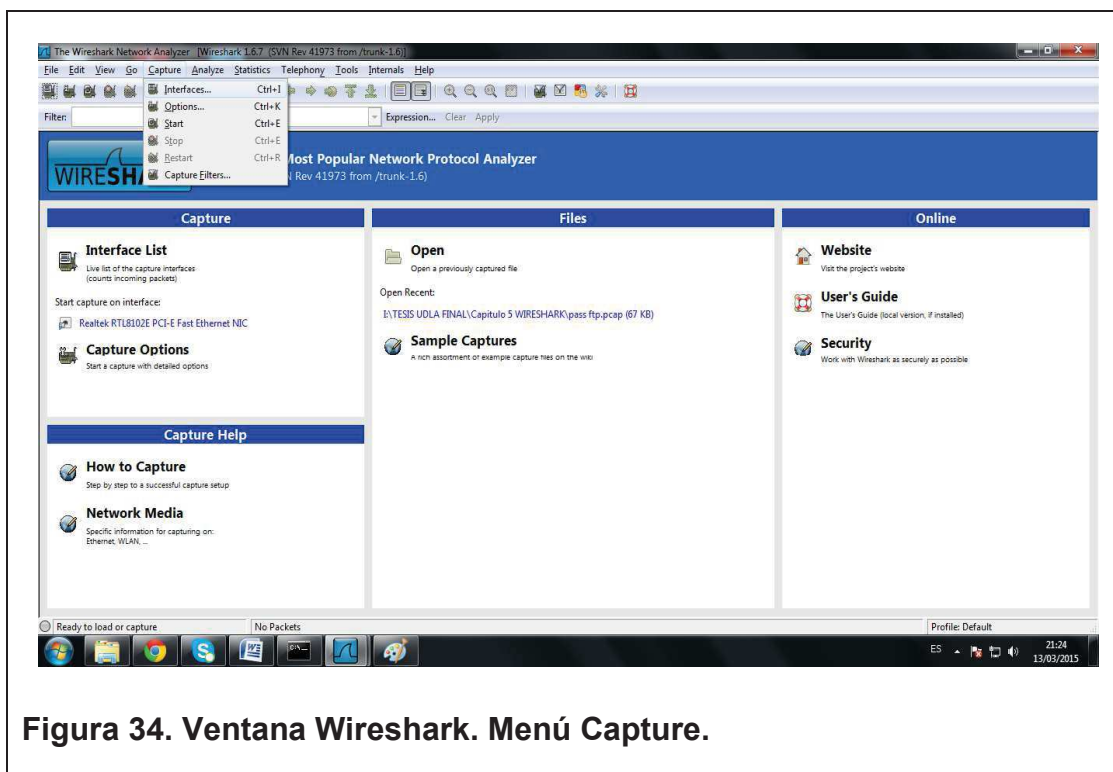 The Wireshark Network Analyzer [Wireshark 1.6.7 (SVN Rev 41973 from /trunk-1.6)]
File Edit View Go Capture Analyze Statistics Telephony Tools Internals Help
Interfaces... Ctrl+I
Options... Ctrl+K
Start Ctrl+E
Stop Ctrl+E
Restart Ctrl+R
Capture Filters...
Filter: Expression... Clear Apply
WIRESH
Most Popular Network Protocol Analyzer
Rev 41973 from /trunk-1.6)
Capture
Interface List
Live list of the capture interfaces
(counts incoming packets)
Start capture on interface:
Realtek RTL8102E PCI-E Fast Ethernet NIC
Capture Options
Start a capture with detailed options
Capture Help
How to Capture
Step by step to a successful capture setup
Network Media
Specific information for capturing on:
Ethernet, WLAN, ...
Files
Open
Open a previously captured file
Open Recent:
I:\TESIS UDLA FINAL\Capitulo 5 WIRESHARK\pass ftp.pcap (67 KB)
Sample Captures
A rich assortment of example capture files on the wiki
Online
Website
Visit the project's website
User's Guide
The User's Guide (local version, if installed)
Security
Work with Wireshark as securely as possible
Ready to load or capture No Packets Profile: Default
ES 21:24
13/03/2015
Figura 34. Ventana Wireshark. Menú Capture.